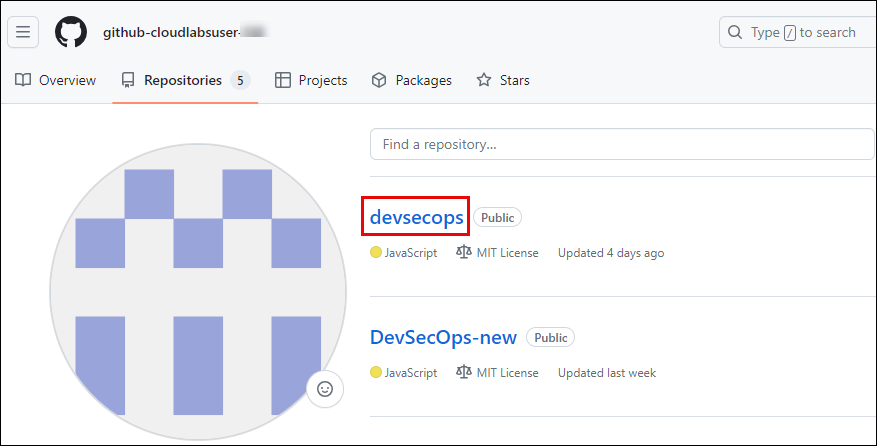 github-cloudlabsuser-
Type / to search
Overview
Repositories 5
Projects
Packages
Stars
Find a repository...
devsecops Public
JavaScript MIT License Updated 4 days ago
DevSecOps-new Public
JavaScript MIT License Updated last week